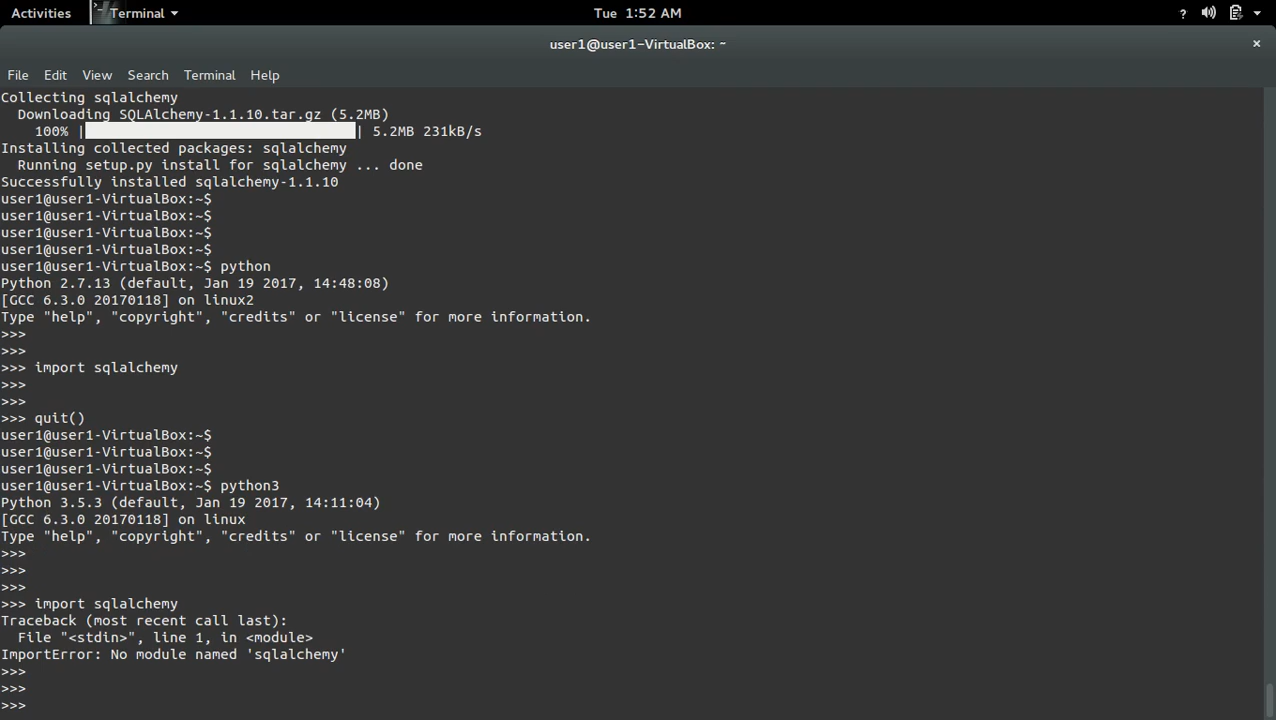 Activities
Terminal
Tue 1:52 AM
?
user1@user1-VirtualBox: ~
×
File Edit View Search Terminal Help
Collecting sqlalchemy
  Downloading SQLAlchemy-1.1.10.tar.gz (5.2MB)
    100% |                                | 5.2MB 231kB/s
Installing collected packages: sqlalchemy
  Running setup.py install for sqlalchemy ... done
Successfully installed sqlalchemy-1.1.10
user1@user1-VirtualBox:~$
user1@user1-VirtualBox:~$
user1@user1-VirtualBox:~$
user1@user1-VirtualBox:~$
user1@user1-VirtualBox:~$ python
Python 2.7.13 (default, Jan 19 2017, 14:48:08)
[GCC 6.3.0 20170118] on linux2
Type "help", "copyright", "credits" or "license" for more information.
>>>
>>>
>>> import sqlalchemy
>>>
>>>
>>> quit()
user1@user1-VirtualBox:~$
user1@user1-VirtualBox:~$
user1@user1-VirtualBox:~$
user1@user1-VirtualBox:~$ python3
Python 3.5.3 (default, Jan 19 2017, 14:11:04)
[GCC 6.3.0 20170118] on linux
Type "help", "copyright", "credits" or "license" for more information.
>>>
>>>
>>>
>>> import sqlalchemy
Traceback (most recent call last):
  File "<stdin>", line 1, in <module>
ImportError: No module named 'sqlalchemy'
>>>
>>>
>>>